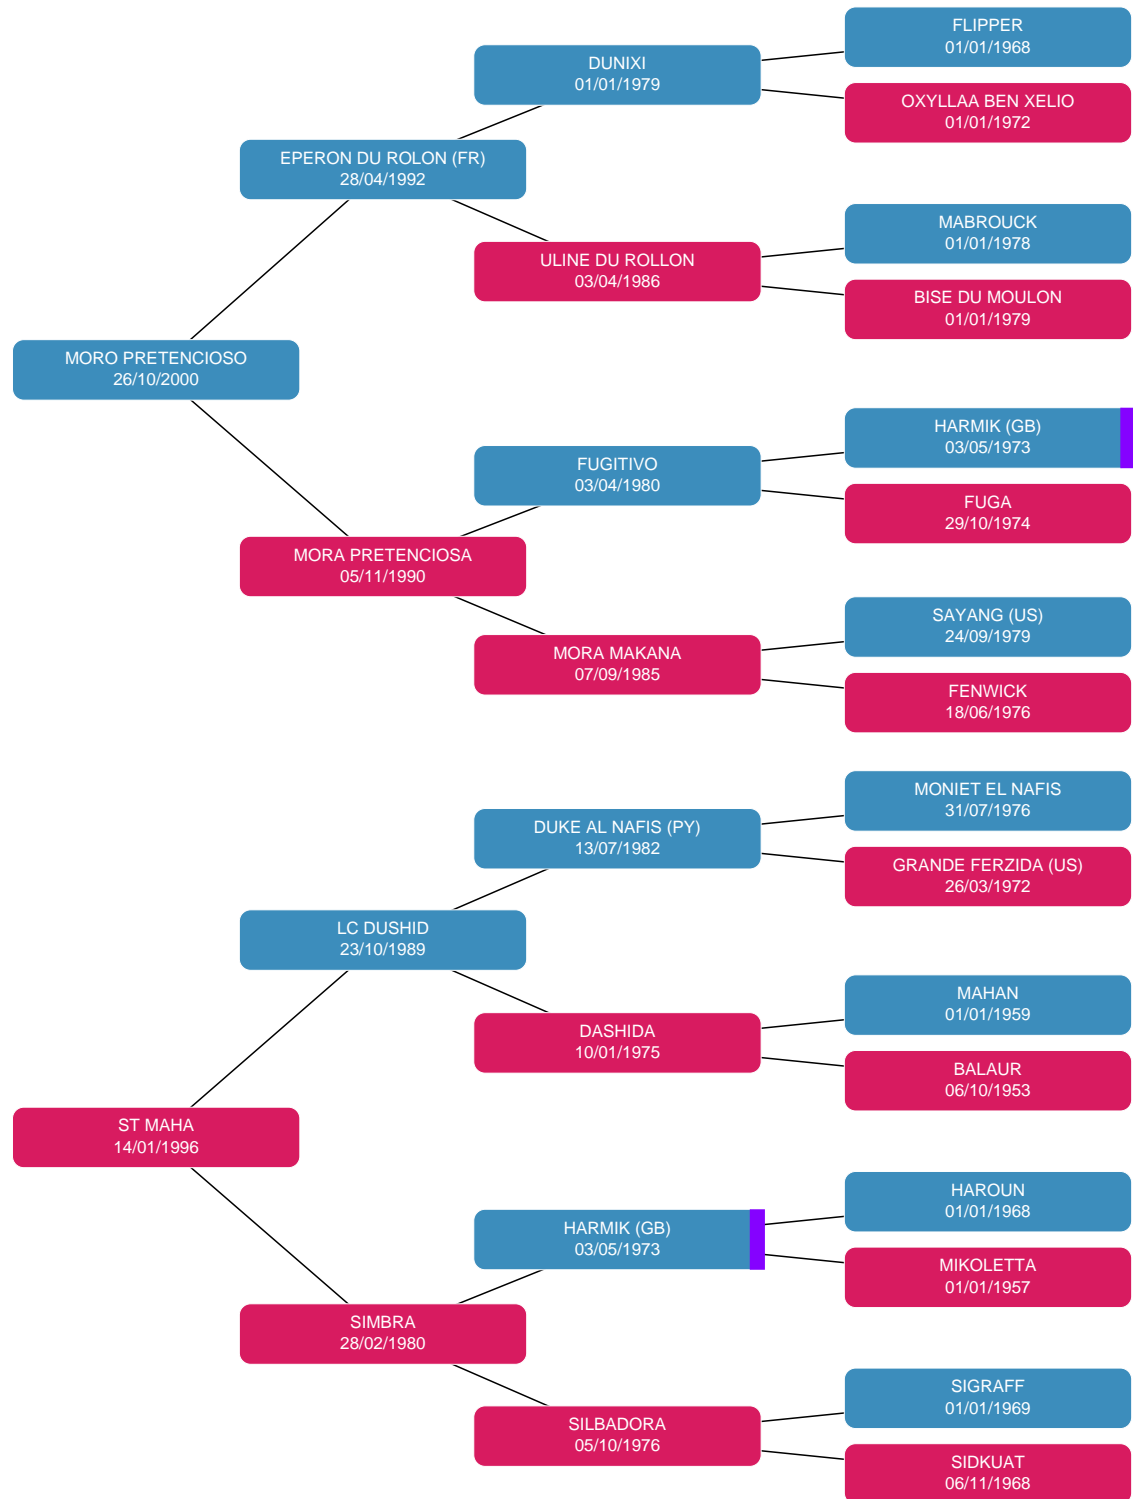 FLIPPER
01/01/1968
DUNIXI
01/01/1979
OXYLLAA BEN XELIO
01/01/1972
EPERON DU ROLON (FR)
28/04/1992
MABROUCK
01/01/1978
ULINE DU ROLLON
03/04/1986
BISE DU MOULON
01/01/1979
MORO PRETENCIOSO
26/10/2000
HARMIK (GB)
03/05/1973
FUGITIVO
03/04/1980
FUGA
29/10/1974
MORA PRETENCIOSA
05/11/1990
SAYANG (US)
24/09/1979
MORA MAKANA
07/09/1985
FENWICK
18/06/1976
MONIET EL NAFIS
31/07/1976
DUKE AL NAFIS (PY)
13/07/1982
GRANDE FERZIDA (US)
26/03/1972
LC DUSHID
23/10/1989
MAHAN
01/01/1959
DASHIDA
10/01/1975
BALAUR
06/10/1953
ST MAHA
14/01/1996
HAROUN
01/01/1968
HARMIK (GB)
03/05/1973
MIKOLETTA
01/01/1957
SIMBRA
28/02/1980
SIGRAFF
01/01/1969
SILBADORA
05/10/1976
SIDKUAT
06/11/1968